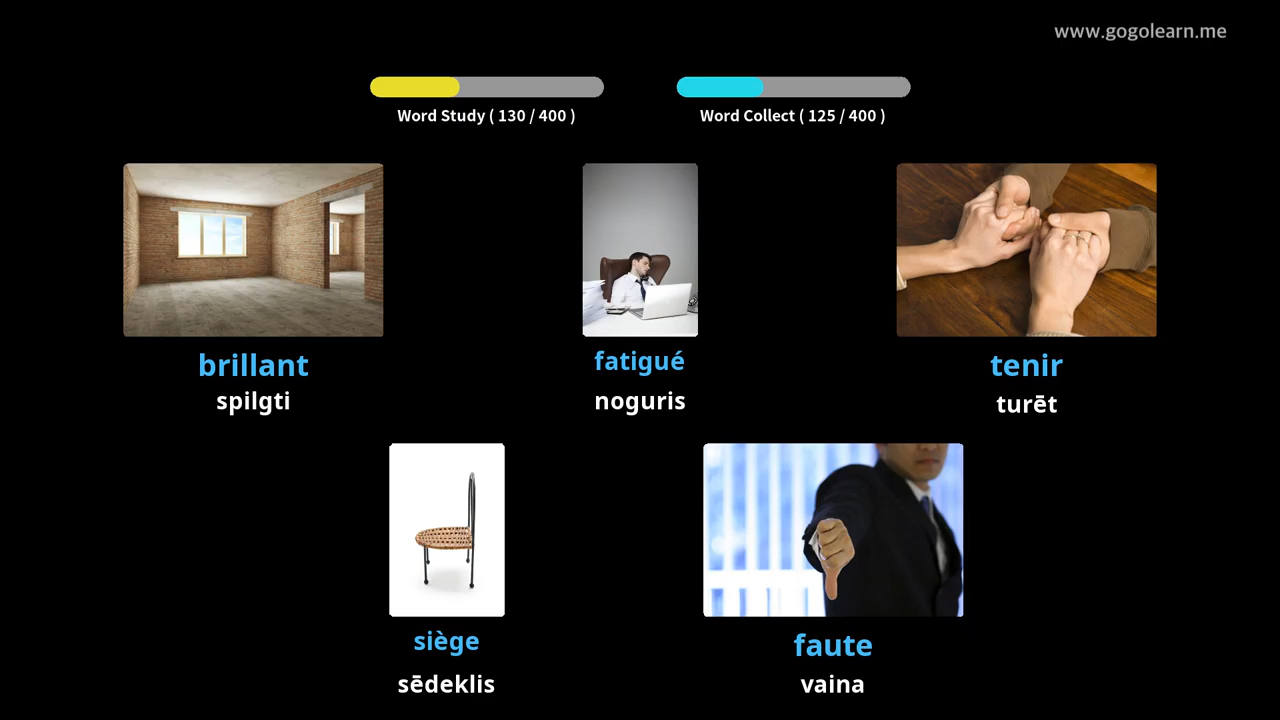 www.gogolearn.me
Word Study ( 130 / 400 )
Word Collect ( 125 / 400 )
brillant
spilgti
fatigué
noguris
tenir
turēt
siège
sēdeklis
faute
vaina